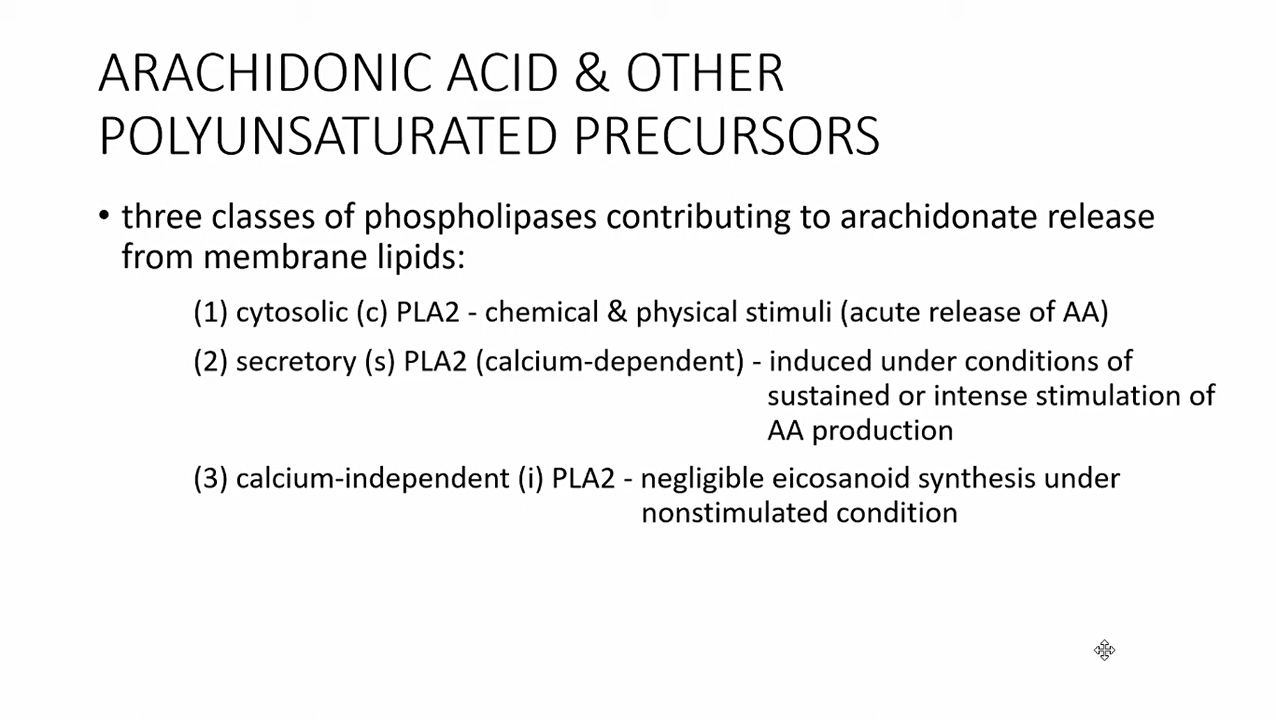 ARACHIDONIC ACID & OTHER
POLYUNSATURATED PRECURSORS
• three classes of phospholipases contributing to arachidonate release
from membrane lipids:
(1) cytosolic (c) PLA2 - chemical & physical stimuli (acute release of AA)
(2) secretory (s) PLA2 (calcium-dependent) - induced under conditions of
sustained or intense stimulation of
AA production
(3) calcium-independent (i) PLA2 - negligible eicosanoid synthesis under
nonstimulated condition